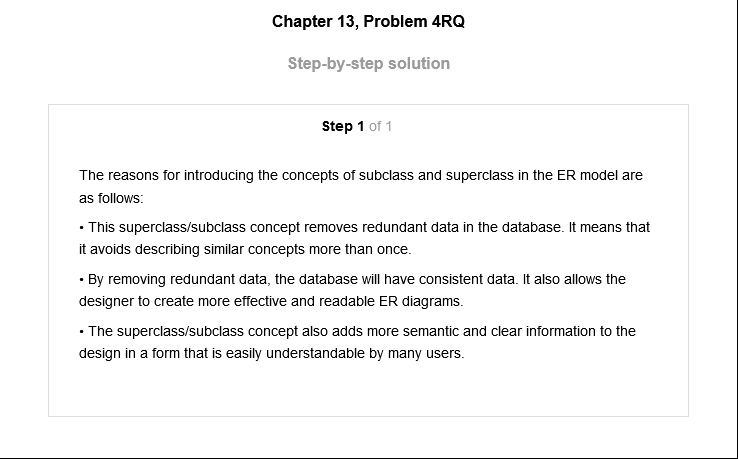 Chapter 13, Problem 4RQ
Step-by-step solution
Step 1 of 1
The reasons for introducing the concepts of subclass and superclass in the ER model are
as follows:
• This superclass/subclass concept removes redundant data in the database. It means that
it avoids describing similar concepts more than once.
• By removing redundant data, the database will have consistent data. It also allows the
designer to create more effective and readable ER diagrams.
• The superclass/subclass concept also adds more semantic and clear information to the
design in a form that is easily understandable by many users.